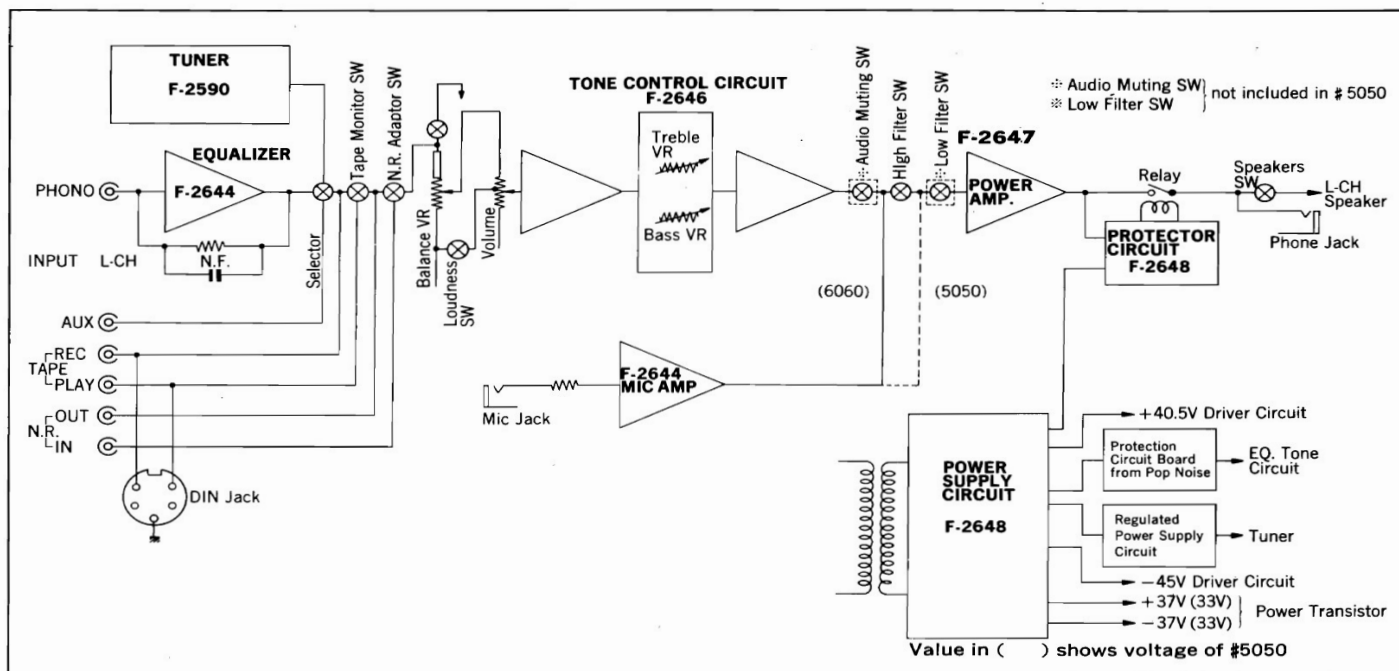 TUNER
F-2590
EQUALIZER
F-2644
N.F.
PHONO
INPUT L-CH
AUX
TAPE
REC
PLAY
N.R.
OUT
IN
DIN Jack
Selector
Tape Monitor SW
N.R. Adaptor SW
Balance VR
Loudness
SW
Volume
TONE CONTROL CIRCUIT
F-2646
Treble
VR
Bass VR
Mic Jack
F-2644
MIC AMP
※ Audio Muting SW
HIgh Filter SW
※ Low Filter SW
(6060)
(5050)
※ Audio Muting SW
※ Low Filter SW
not included in # 5050
F-2647
POWER
AMP.
Relay
Speakers
SW
L-CH
Speaker
Phone Jack
PROTECTOR
CIRCUIT
F-2648
POWER
SUPPLY
CIRCUIT
F-2648
+40.5V Driver Circuit
Protection
Circuit Board
from Pop Noise
EQ. Tone
Circuit
Regulated
Power Supply
Circuit
Tuner
−45V Driver Circuit
+37V (33V)
−37V (33V)
Power Transistor
Value in ( ) shows voltage of #5050